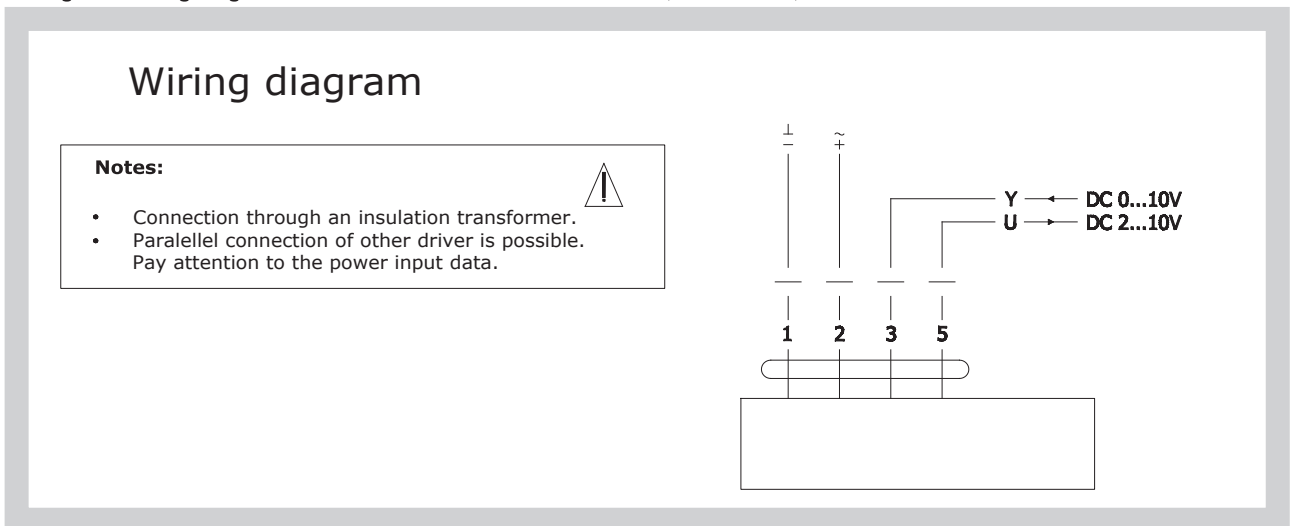 Wiring diagram
Notes:
• Connection through an insulation transformer.
• Paralellel connection of other driver is possible.
Pay attention to the power input data.
⊥ ~
− +
Y DC 0...10V
U DC 2...10V
1 2 3 5